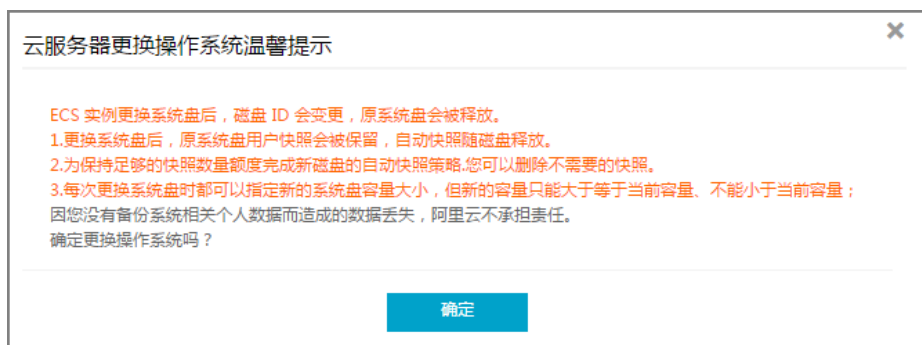 云服务器更换操作系统温馨提示
ECS 实例更换系统盘后，磁盘 ID 会变更，原系统盘会被释放。
1.更换系统盘后，原系统盘用户快照会被保留，自动快照随磁盘释放。
2.为保持足够的快照数量额度完成新磁盘的自动快照策略.您可以删除不需要的快照。
3.每次更换系统盘时都可以指定新的系统盘容量大小，但新的容量只能大于等于当前容量、不能小于当前容量；
因您没有备份系统相关个人数据而造成的数据丢失，阿里云不承担责任。
确定更换操作系统吗？
确定